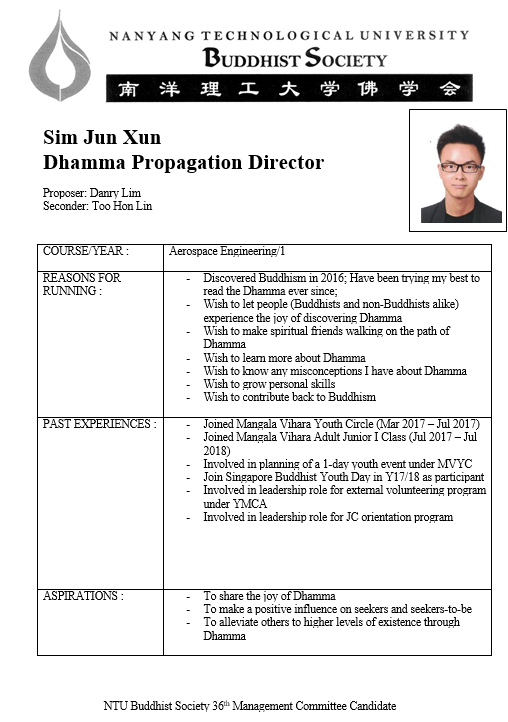 NANYANG TECHNOLOGICAL UNIVERSITY
BUDDHIST SOCIETY
南洋理工大学佛学会
Sim Jun Xun
Dhamma Propagation Director
Proposer: Danry Lim
Seconder: Too Hon Lin
COURSE/YEAR :
Aerospace Engineering/1
REASONS FOR
RUNNING :
- Discovered Buddhism in 2016; Have been trying my best to
read the Dhamma ever since;
- Wish to let people (Buddhists and non-Buddhists alike)
experience the joy of discovering Dhamma
- Wish to make spiritual friends walking on the path of
Dhamma
- Wish to learn more about Dhamma
- Wish to know any misconceptions I have about Dhamma
- Wish to grow personal skills
- Wish to contribute back to Buddhism
PAST EXPERIENCES :
- Joined Mangala Vihara Youth Circle (Mar 2017 – Jul 2017)
- Joined Mangala Vihara Adult Junior I Class (Jul 2017 – Jul
2018)
- Involved in planning of a 1-day youth event under MVYC
- Join Singapore Buddhist Youth Day in Y17/18 as participant
- Involved in leadership role for external volunteering program
under YMCA
- Involved in leadership role for JC orientation program
ASPIRATIONS :
- To share the joy of Dhamma
- To make a positive influence on seekers and seekers-to-be
- To alleviate others to higher levels of existence through
Dhamma
NTU Buddhist Society 36th Management Committee Candidate